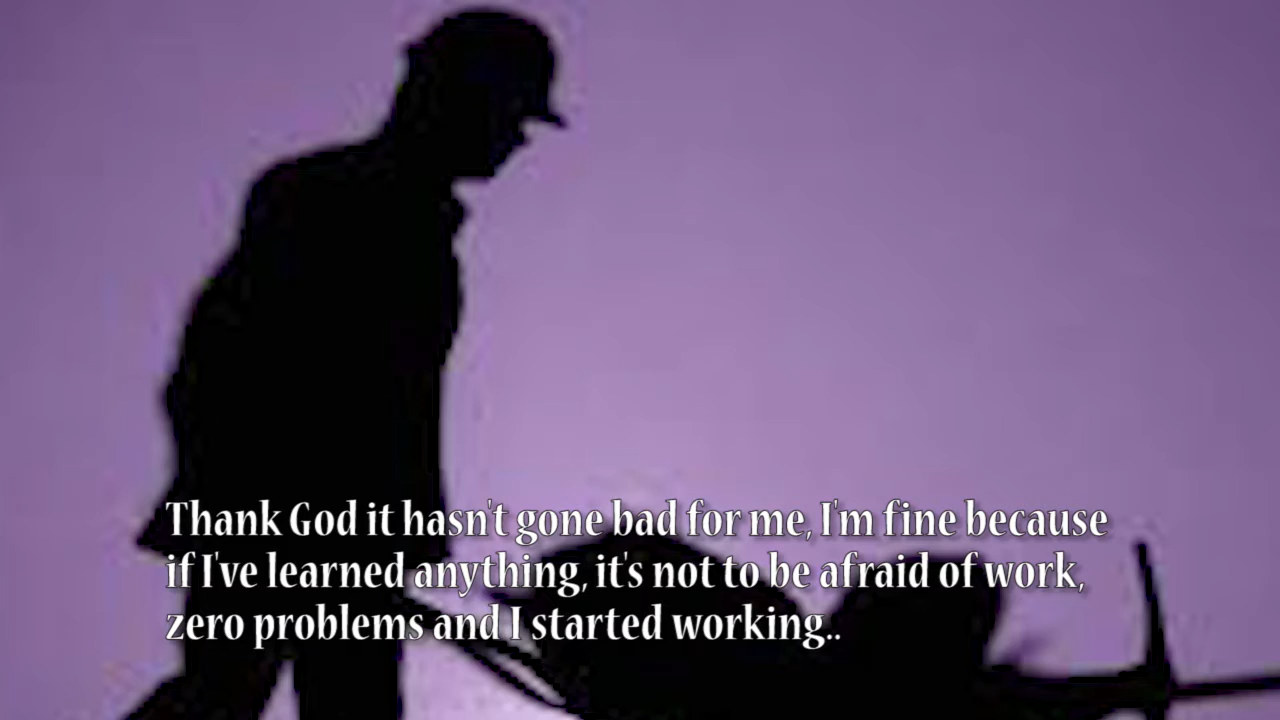 Thank God it hasn't gone bad for me, I'm fine because
if I've learned anything, it's not to be afraid of work,
zero problems and I started working..